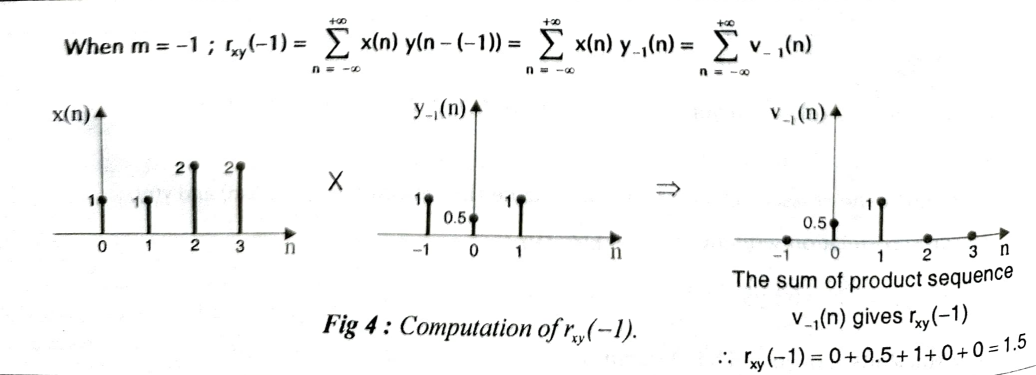 When m = −1 ; r_xy(−1) = +∞ ∑ n = −∞ x(n) y(n − (−1)) = +∞ ∑ n = −∞ x(n) y_−1(n) = +∞ ∑ n = −∞ v_−1(n)
x(n)
1 1 2 2
0 1 2 3 n
X
y_−1(n)
1 0.5 1
−1 0 1 n
⇒
v_−1(n)
0.5 1
−1 0 1 2 3 n
The sum of product sequence
v_−1(n) gives r_xy(−1)
∴ r_xy(−1) = 0 + 0.5 + 1 + 0 + 0 = 1.5
Fig 4 : Computation of r_xy(−1).